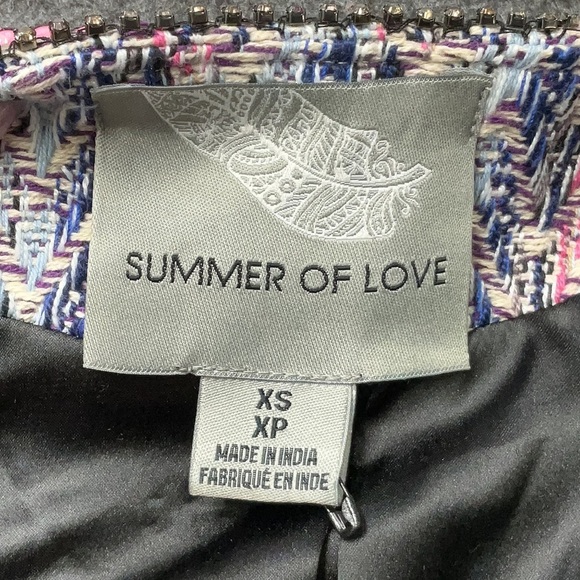 SUMMER OF LOVE
XS
XP
MADE IN INDIA
FABRIQUÉ EN INDE